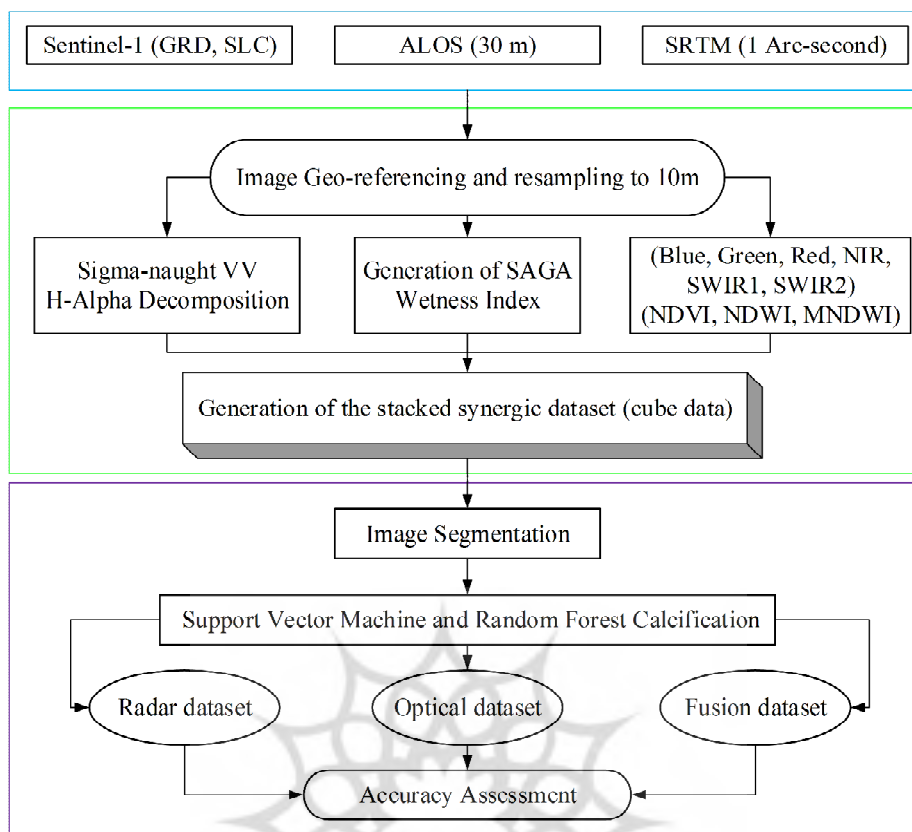 Sentinel-1 (GRD, SLC)
ALOS (30 m)
SRTM (1 Arc-second)
Image Geo-referencing and resampling to 10m
Sigma-naught VV
H-Alpha Decomposition
Generation of SAGA
Wetness Index
(Blue, Green, Red, NIR,
SWIR1, SWIR2)
(NDVI, NDWI, MNDWI)
Generation of the stacked synergic dataset (cube data)
Image Segmentation
Support Vector Machine and Random Forest Calcification
Radar dataset
Optical dataset
Fusion dataset
Accuracy Assessment